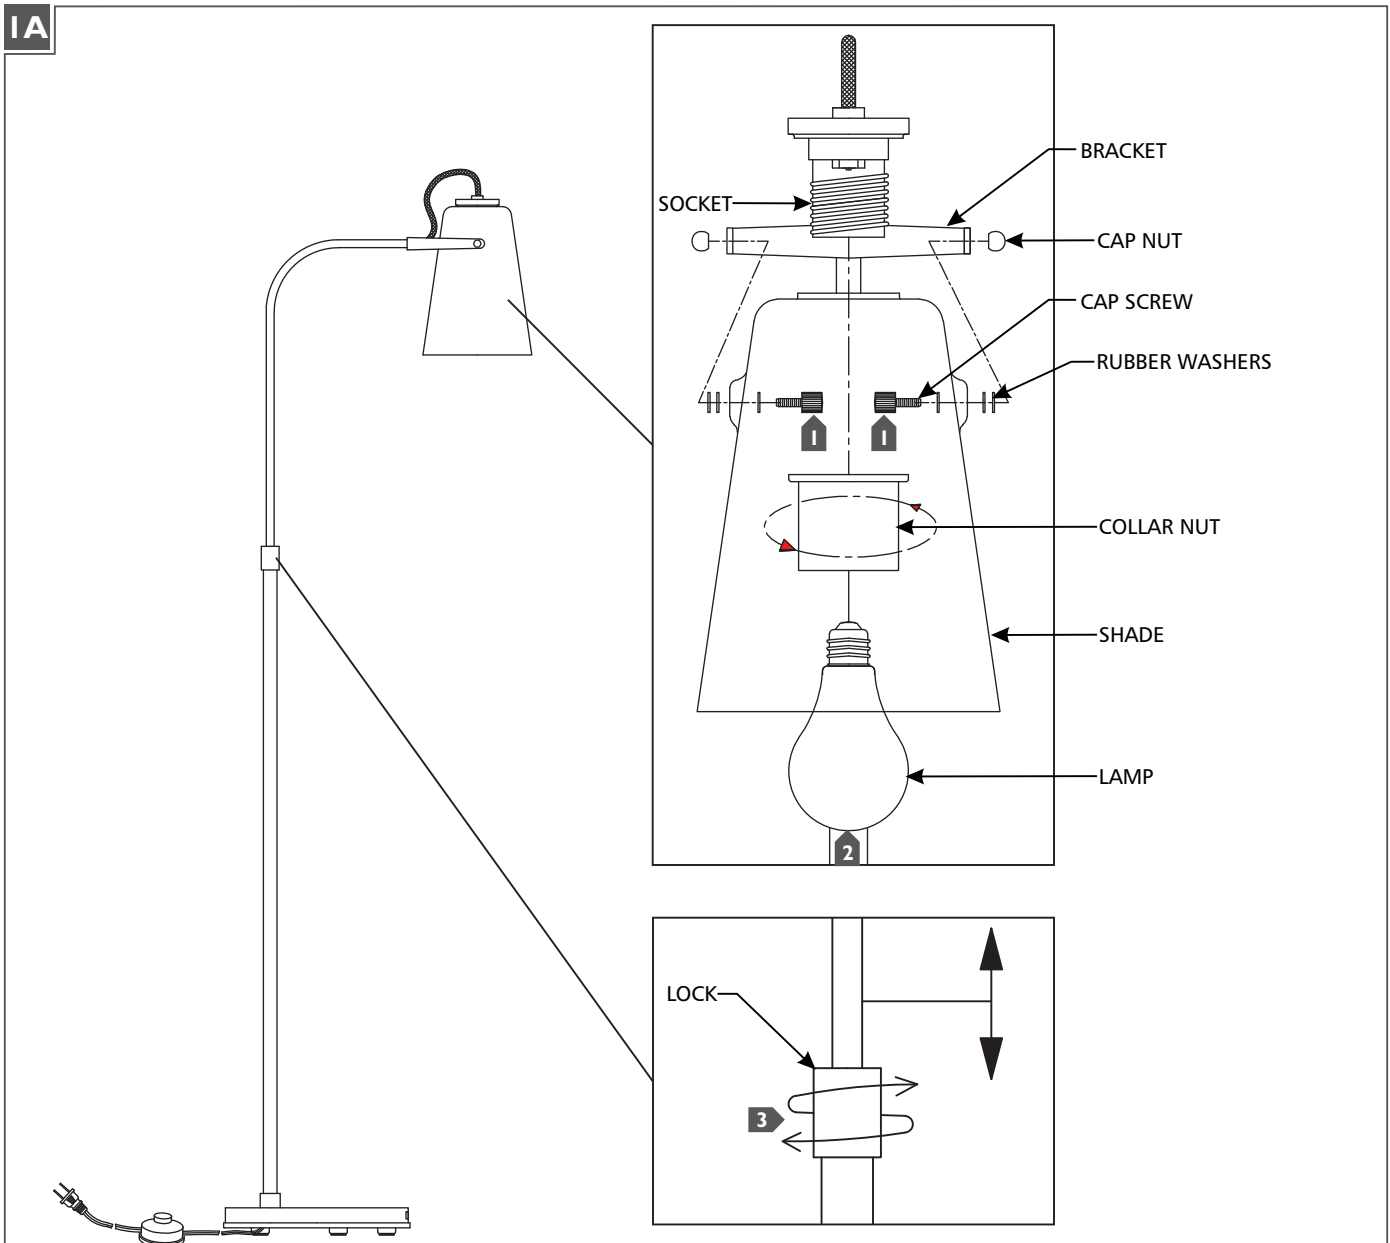 1A
BRACKET
SOCKET
CAP NUT
CAP SCREW
RUBBER WASHERS
1 1
COLLAR NUT
SHADE
LAMP
2
LOCK
3